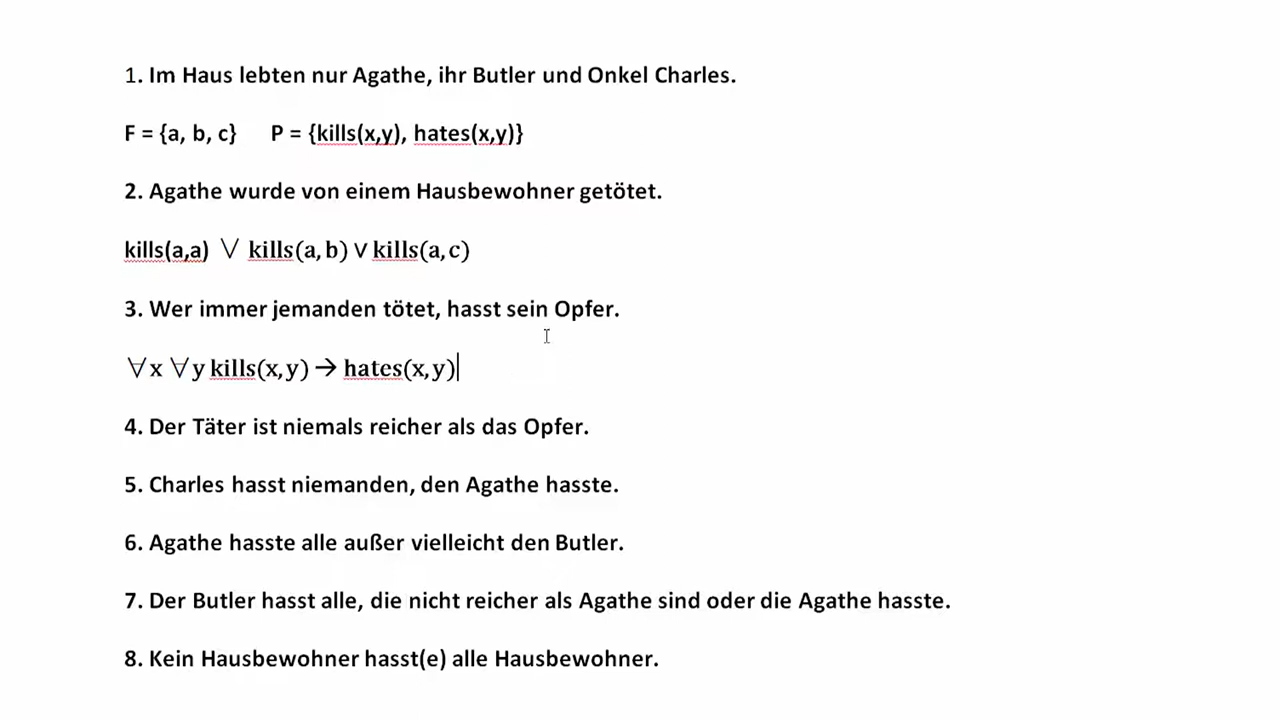 1. Im Haus lebten nur Agathe, ihr Butler und Onkel Charles.
F = {a, b, c} P = {kills(x,y), hates(x,y)}
2. Agathe wurde von einem Hausbewohner getötet.
kills(a,a) ∨ kills(a, b) ∨ kills(a, c)
3. Wer immer jemanden tötet, hasst sein Opfer.
∀x ∀y kills(x, y) → hates(x, y)
4. Der Täter ist niemals reicher als das Opfer.
5. Charles hasst niemanden, den Agathe hasste.
6. Agathe hasste alle außer vielleicht den Butler.
7. Der Butler hasst alle, die nicht reicher als Agathe sind oder die Agathe hasste.
8. Kein Hausbewohner hasst(e) alle Hausbewohner.